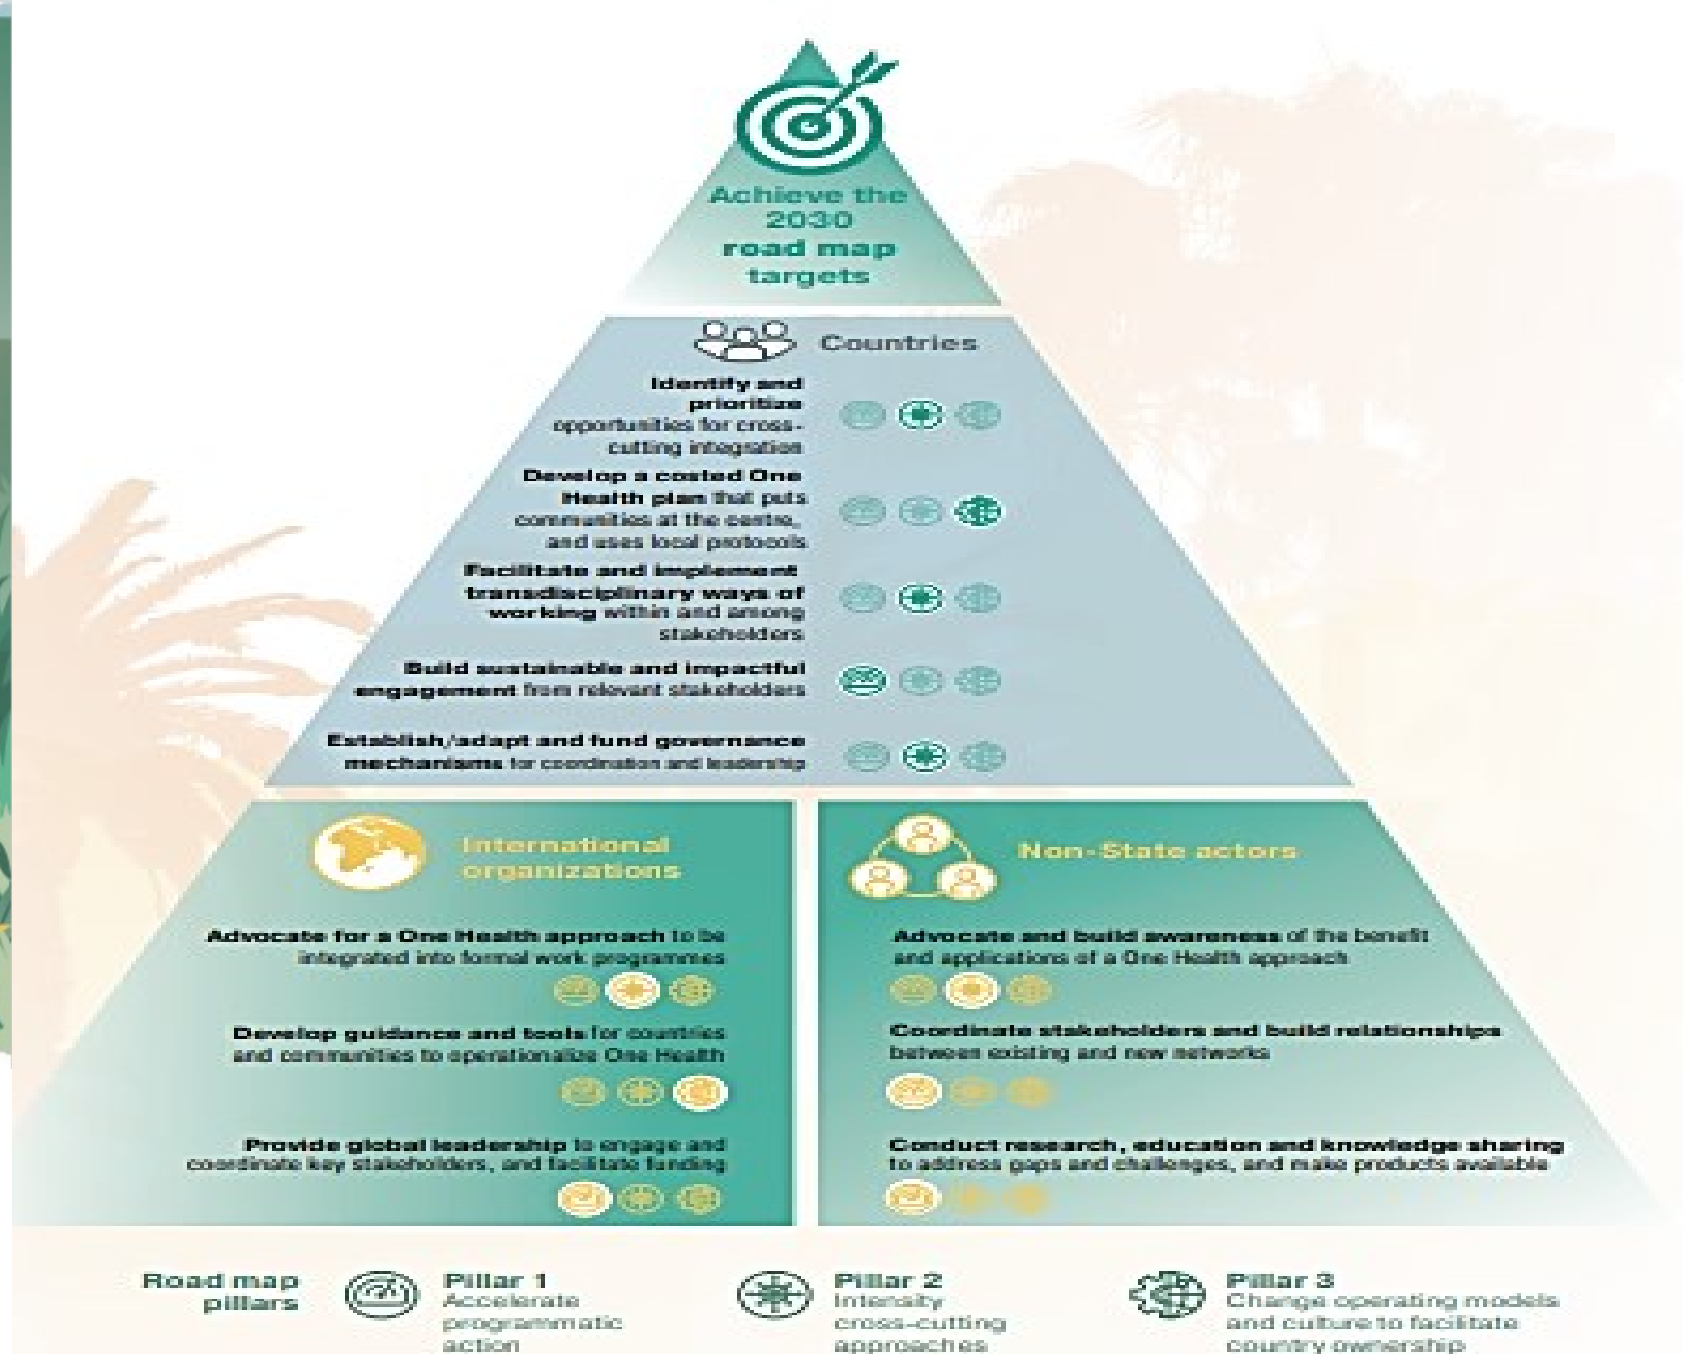 Achieve the
2030
road map
targets
Countries
Identify and
prioritize
opportunities for cross-
cutting integration
Develop a costed One
Health plan that puts
communities at the centre,
and uses local protocols
Facilitate and implement
transdisciplinary ways of
working within and among
stakeholders
Build sustainable and impactful
engagement from relevant stakeholders
Establish/adapt and fund governance
mechanisms for coordination and leadership
International
organizations
Advocate for a One Health approach to be
integrated into formal work programmes
Develop guidance and tools for countries
and communities to operationalize One Health
Provide global leadership to engage and
coordinate key stakeholders, and facilitate funding
Non-State actors
Advocate and build awareness of the benefit
and applications of a One Health approach
Coordinate stakeholders and build relationships
between existing and new networks
Conduct research, education and knowledge sharing
to address gaps and challenges, and make products available
Road map
pillars
Pillar 1
Accelerate
programmatic
action
Pillar 2
Intensity
cross-cutting
approaches
Pillar 3
Change operating models
and culture to facilitate
country ownership